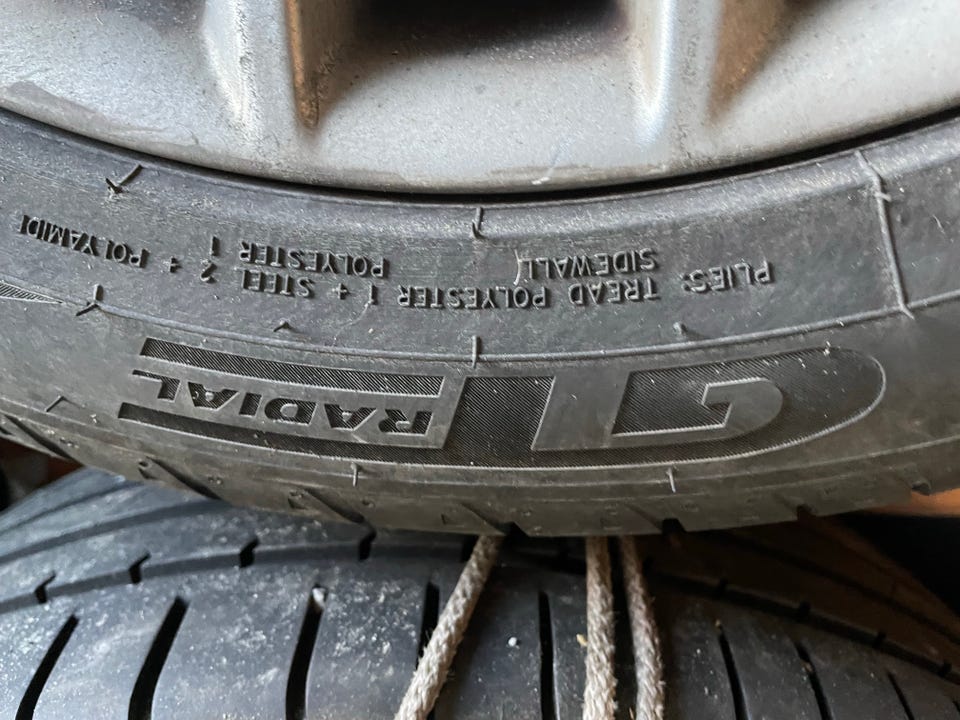 GT RADIAL
PLIES: TREAD POLYESTER 1 + STEEL 2 + POLYAMID
SIDEWALL POLYESTER 1